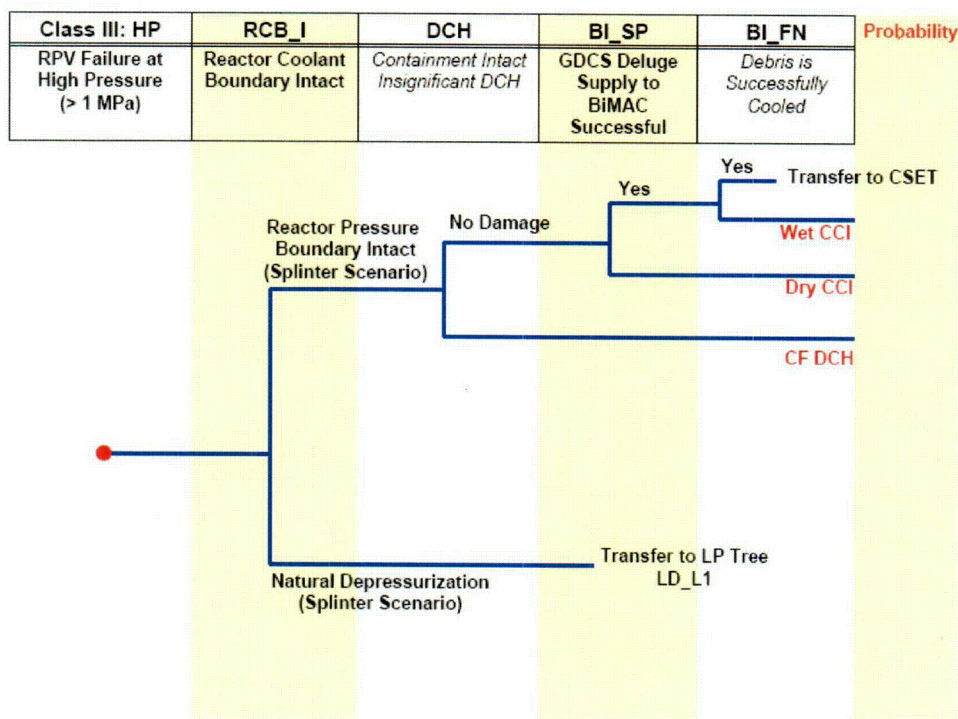 Class III: HP RCB_I DCH BI_SP BI_FN Probability
RPV Failure at
High Pressure
(> 1 MPa)
Reactor Coolant
Boundary Intact
Containment Intact
Insignificant DCH
GDCS Deluge
Supply to
BiMAC
Successful
Debris is
Successfully
Cooled
Yes
Transfer to CSET
Yes
Wet CCI
No Damage
Reactor Pressure
Boundary Intact
(Splinter Scenario)
Dry CCI
CF DCH
Transfer to LP Tree
LD_L1
Natural Depressurization
(Splinter Scenario)